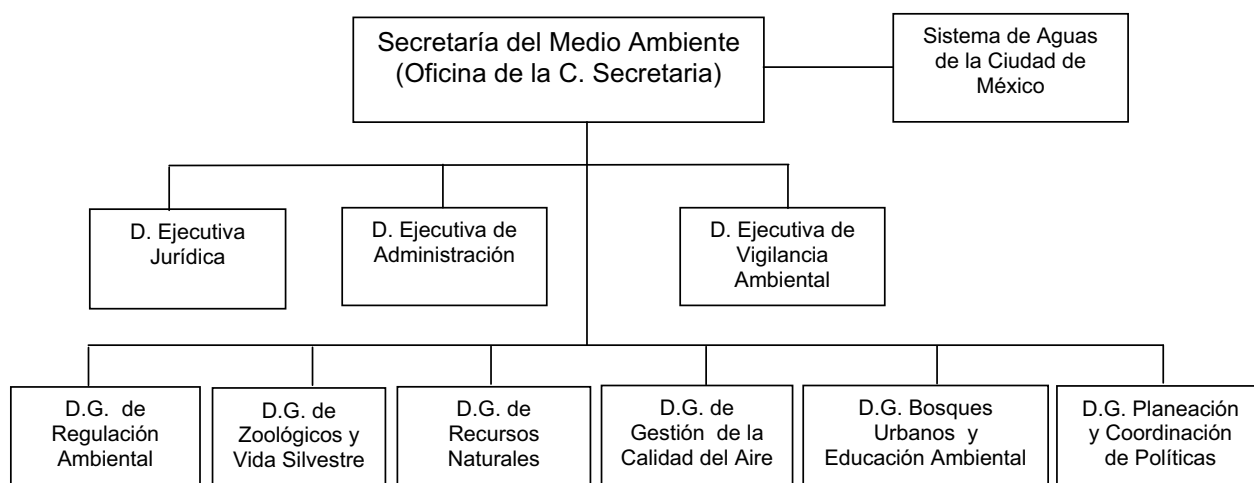 Secretaría del Medio Ambiente
(Oficina de la C. Secretaria)
Sistema de Aguas
de la Ciudad de
México
D. Ejecutiva
Jurídica
D. Ejecutiva de
Administración
D. Ejecutiva de
Vigilancia
Ambiental
D.G. de
Regulación
Ambiental
D.G. de
Zoológicos y
Vida Silvestre
D.G. de
Recursos
Naturales
D.G. de
Gestión de la
Calidad del Aire
D.G. Bosques
Urbanos y
Educación Ambiental
D.G. Planeación
y Coordinación
de Políticas